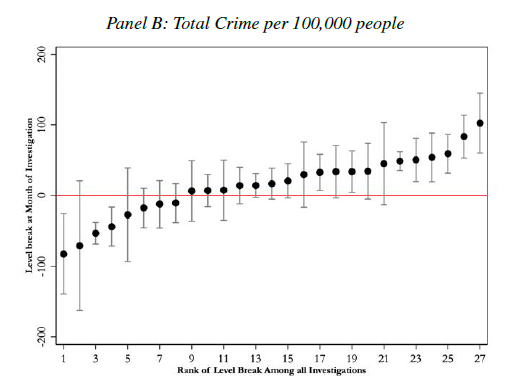 Panel B: Total Crime per 100,000 people
Level break at Month of Investigation
200
100
0
-100
-200
1 3 5 7 9 11 13 15 17 19 21 23 25 27
Rank of Level Break Among all Investigations